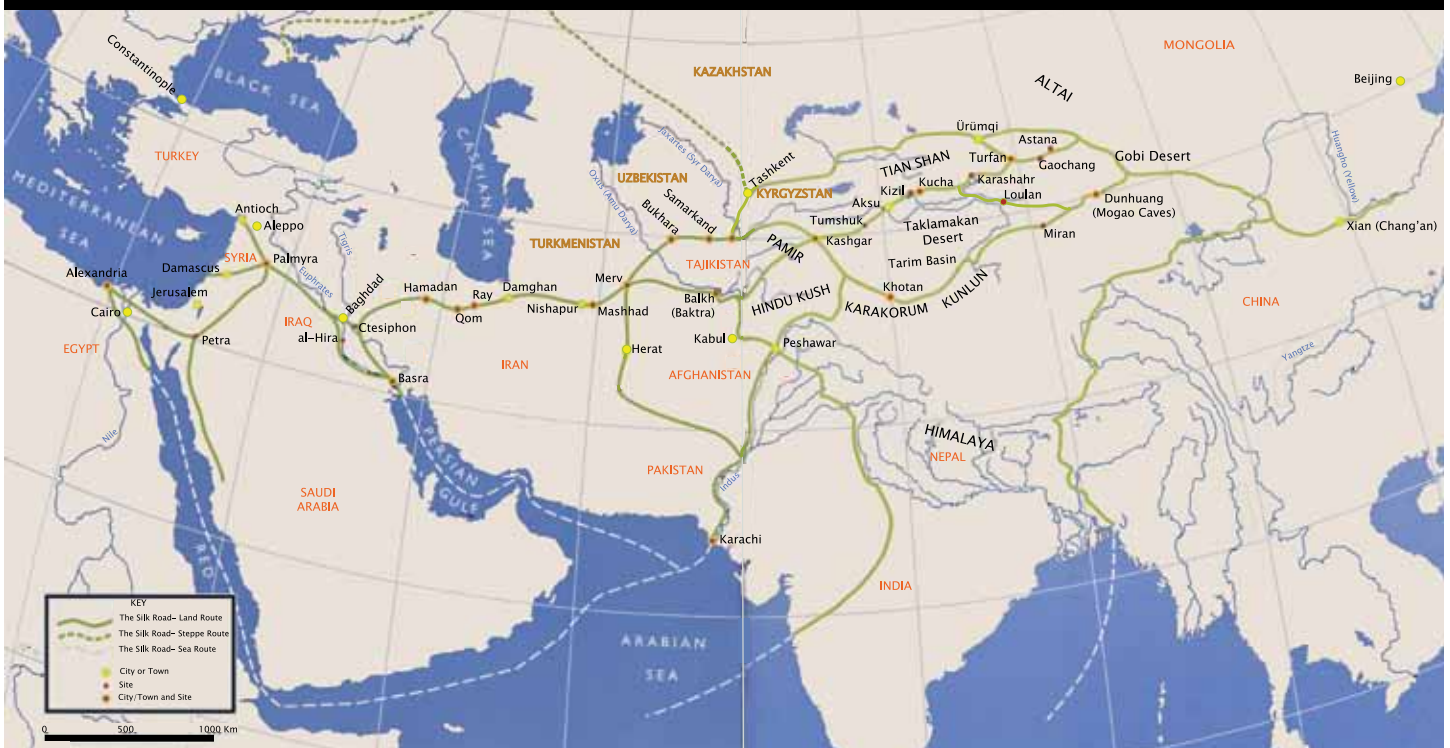 MONGOLIA
KAZAKHSTAN
ALTAI
Beijing
Constantinople
BLACK SEA
CASPIAN SEA
Jaxartes (Syr Darya)
Ürümqi
Astana
Huangho (Yellow)
TURKEY
Tashkent
TIAN SHAN
Turfan
Gaochang
Gobi Desert
UZBEKISTAN
KYRGYZSTAN
Kizil
Kucha
Karashahr
MEDITERRANEAN
SEA
Oxus (Amu Darya)
Samarkand
Aksu
Loulan
Dunhuang
(Mogao Caves)
Antioch
Aleppo
Bukhara
Tumshuk
Taklamakan
Desert
Xian (Chang'an)
Tigris
TURKMENISTAN
PAMIR
Kashgar
Miran
SYRIA
Palmyra
TAJIKISTAN
Tarim Basin
Alexandria
Damascus
Euphrates
Merv
KUNLUN
Jerusalem
Baghdad
Hamadan
Ray
Damghan
Balkh
(Baktra)
HINDU KUSH
Khotan
CHINA
Cairo
Qom
Nishapur
Mashhad
KARAKORUM
IRAQ
Ctesiphon
al-Hira
EGYPT
Petra
Herat
Kabul
Peshawar
Yangtze
IRAN
AFGHANISTAN
Basra
Nile
HIMALAYA
NEPAL
PERSIAN
GULF
PAKISTAN
Indus
SAUDI
ARABIA
Karachi
RED
INDIA
KEY
The Silk Road– Land Route
The Silk Road– Steppe Route
The Silk Road– Sea Route
City or Town
Site
City/Town and Site
ARABIAN
SEA
0 500 1000 Km